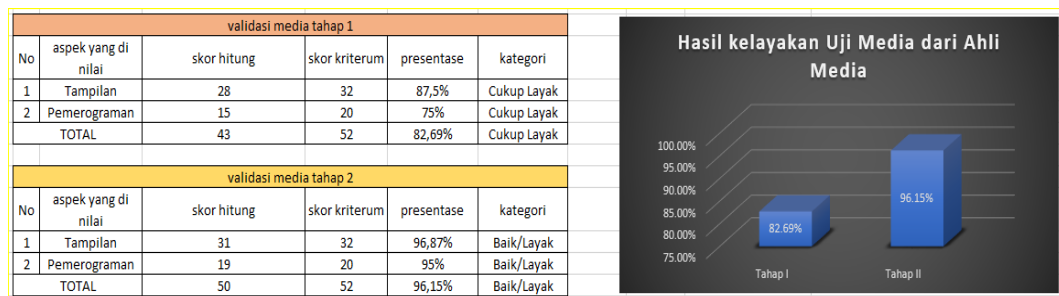 validasi media tahap 1
No aspek yang di nilai skor hitung skor kriterum presentase kategori
1 Tampilan 28 32 87,5% Cukup Layak
2 Pemerograman 15 20 75% Cukup Layak
TOTAL 43 52 82,69% Cukup Layak
validasi media tahap 2
No aspek yang di nilai skor hitung skor kriterum presentase kategori
1 Tampilan 31 32 96,87% Baik/Layak
2 Pemerograman 19 20 95% Baik/Layak
TOTAL 50 52 96,15% Baik/Layak
Hasil kelayakan Uji Media dari Ahli
Media
100.00%
95.00%
90.00%
85.00%
80.00%
75.00%
82.69%
96.15%
Tahap I
Tahap II